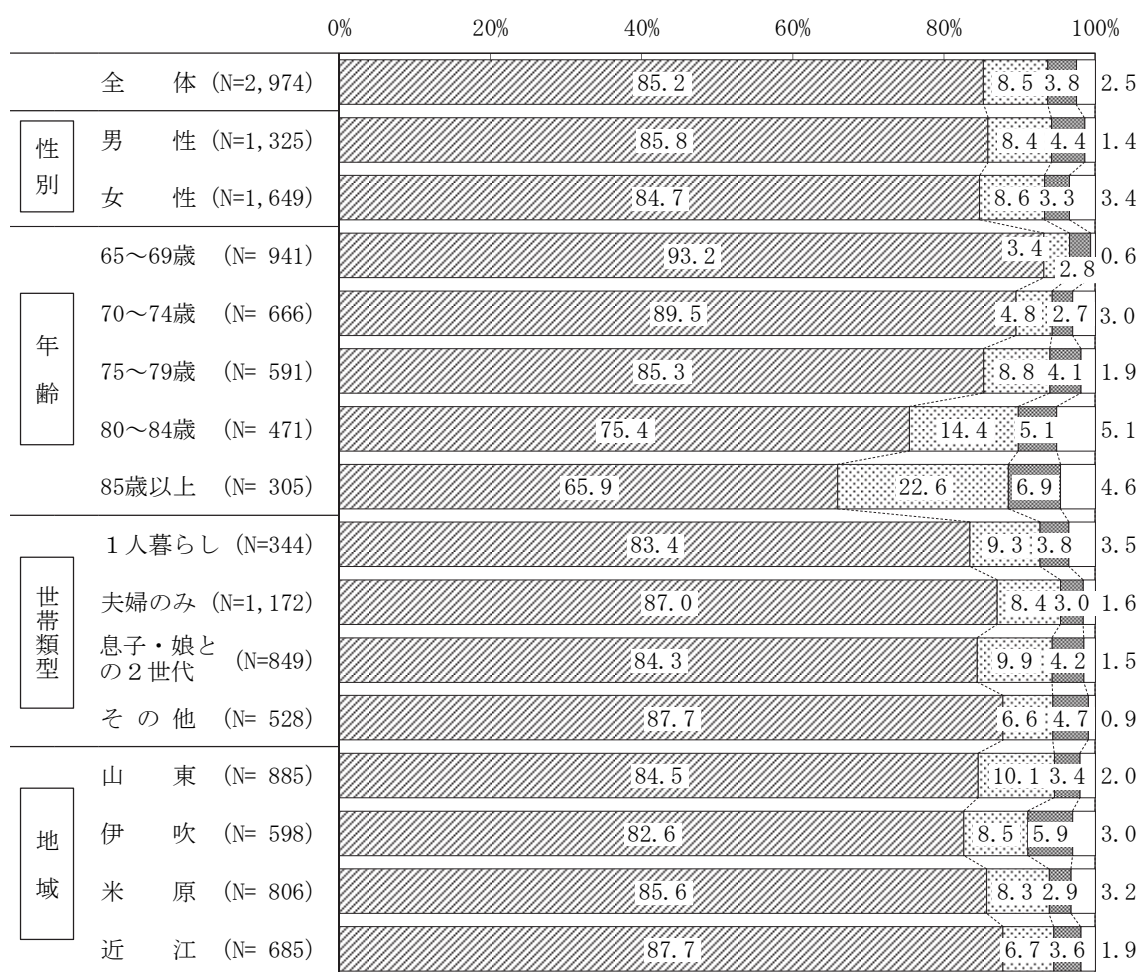 0% 20% 40% 60% 80% 100%
全　体 (N=2,974) 85.2 8.5 3.8 2.5
性別
男　性 (N=1,325) 85.8 8.4 4.4 1.4
女　性 (N=1,649) 84.7 8.6 3.3 3.4
年齢
65～69歳 (N= 941) 93.2 3.4 2.8 0.6
70～74歳 (N= 666) 89.5 4.8 2.7 3.0
75～79歳 (N= 591) 85.3 8.8 4.1 1.9
80～84歳 (N= 471) 75.4 14.4 5.1 5.1
85歳以上 (N= 305) 65.9 22.6 6.9 4.6
世帯類型
１人暮らし (N=344) 83.4 9.3 3.8 3.5
夫婦のみ (N=1,172) 87.0 8.4 3.0 1.6
息子・娘と
の２世代 (N=849) 84.3 9.9 4.2 1.5
その他 (N= 528) 87.7 6.6 4.7 0.9
地域
山　東 (N= 885) 84.5 10.1 3.4 2.0
伊　吹 (N= 598) 82.6 8.5 5.9 3.0
米　原 (N= 806) 85.6 8.3 2.9 3.2
近　江 (N= 685) 87.7 6.7 3.6 1.9